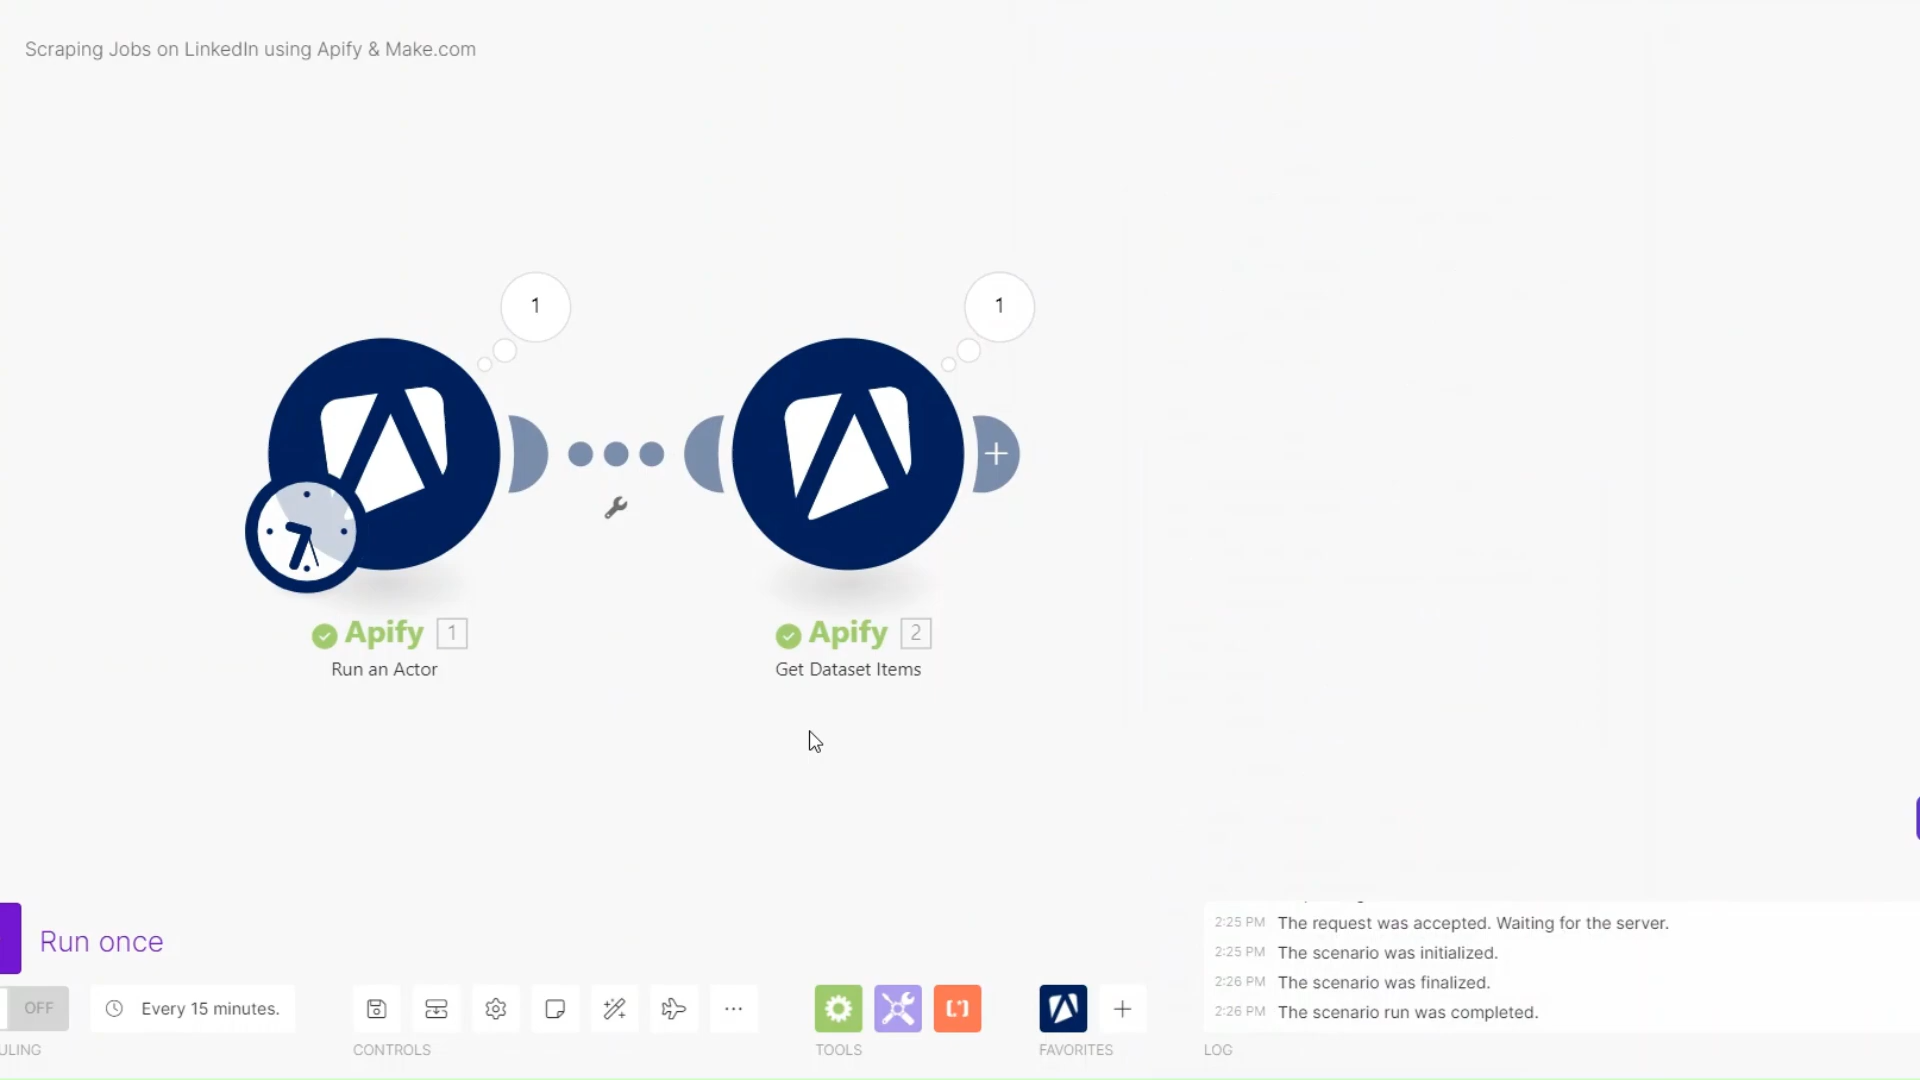 Scraping Jobs on LinkedIn using Apify & Make.com
1
1
Apify 1
Run an Actor
Apify 2
Get Dataset Items
Run once
2:25 PM The request was accepted. Waiting for the server.
2:25 PM The scenario was initialized.
2:26 PM The scenario was finalized.
2:26 PM The scenario run was completed.
OFF
Every 15 minutes.
ULING
CONTROLS
TOOLS
FAVORITES
LOG